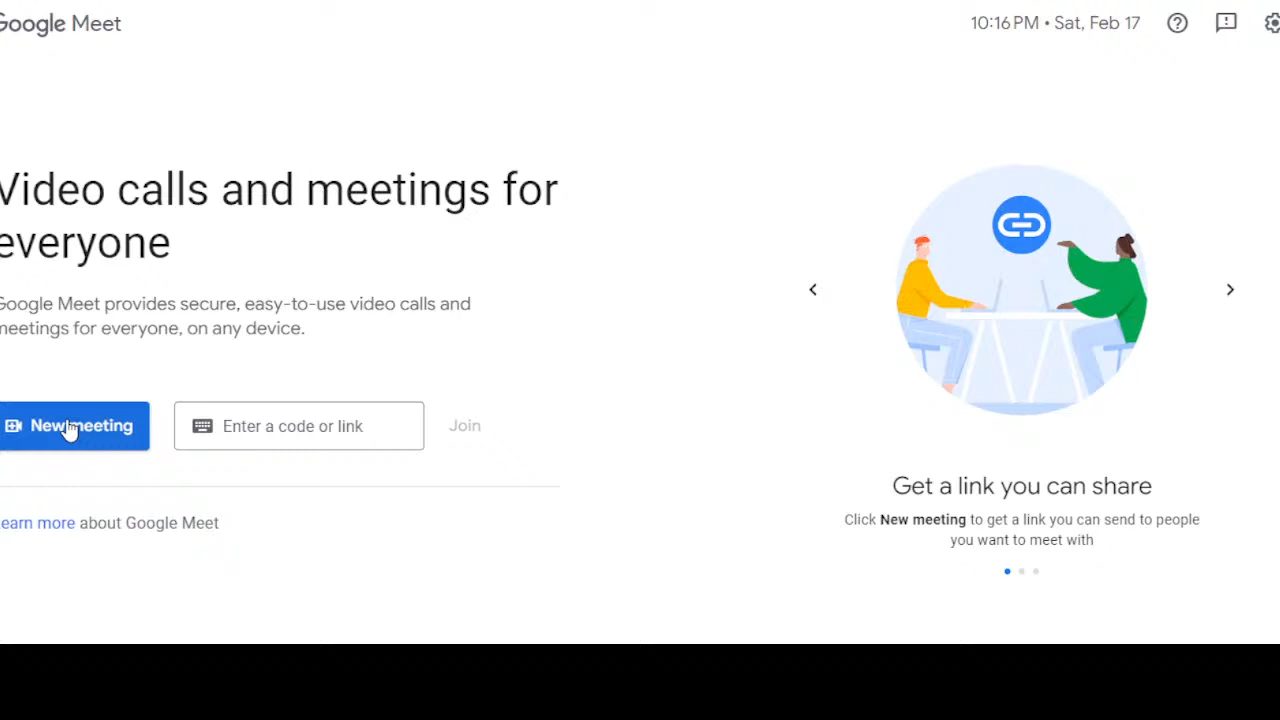 Google Meet
10:16 PM • Sat, Feb 17
Video calls and meetings for
everyone
Google Meet provides secure, easy-to-use video calls and
meetings for everyone, on any device.
New meeting
Enter a code or link
Join
earn more about Google Meet
Get a link you can share
Click New meeting to get a link you can send to people
you want to meet with